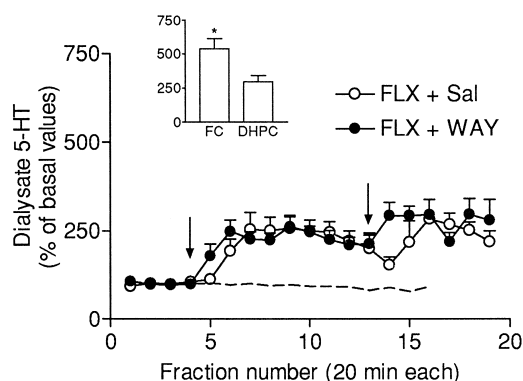 750
500
250
0
*
FC DHPC
FLX + Sal
FLX + WAY
750
500
250
0
0 5 10 15 20
Dialysate 5-HT
(% of basal values)
Fraction number (20 min each)